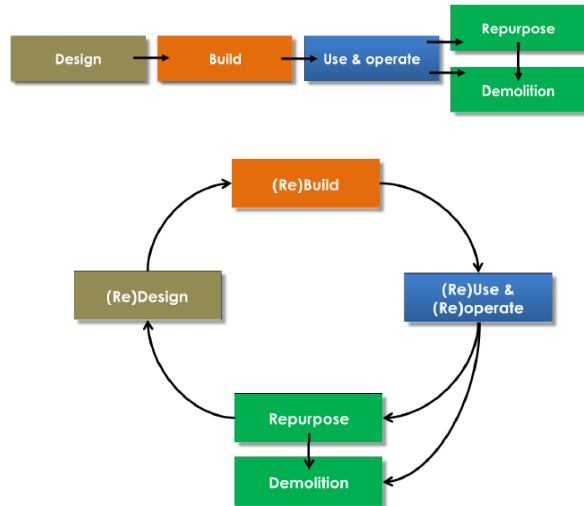 Repurpose
Design
Build
Use & operate
Demolition
(Re)Build
(Re)Design
(Re)Use &
(Re)operate
Repurpose
Demolition